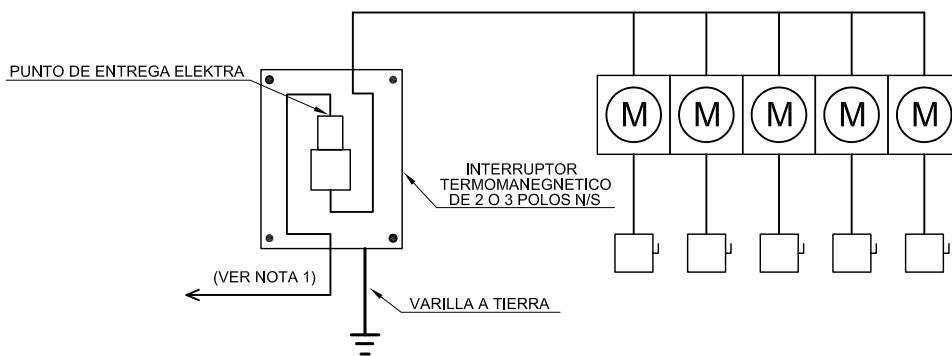 PUNTO DE ENTREGA ELEKTRA
M M M M M
INTERRUPTOR
TERMOMANEGNETICO
DE 2 O 3 POLOS N/S
(VER NOTA 1)
VARILLA A TIERRA